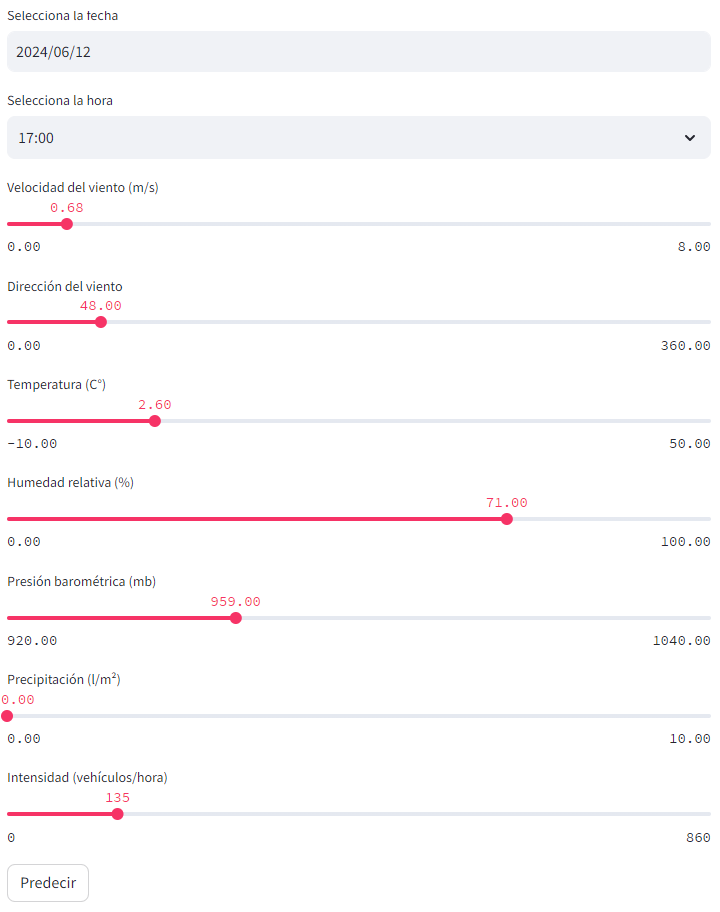 Selecciona la fecha
2024/06/12
Selecciona la hora
17:00
Velocidad del viento (m/s)
0.68
0.00 8.00
Dirección del viento
48.00
0.00 360.00
Temperatura (C°)
2.60
-10.00 50.00
Humedad relativa (%)
71.00
0.00 100.00
Presión barométrica (mb)
959.00
920.00 1040.00
Precipitación (l/m²)
0.00
0.00 10.00
Intensidad (vehículos/hora)
135
0 860
Predecir